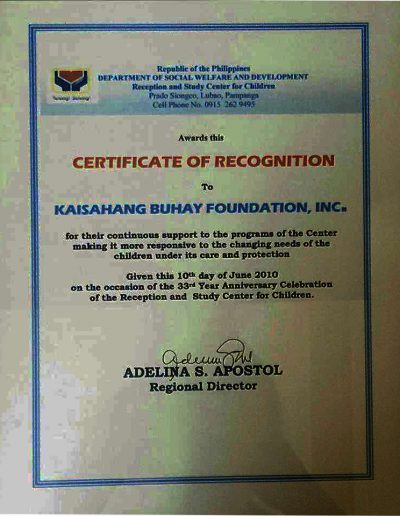 Republic of the Philippines
DEPARTMENT OF SOCIAL WELFARE AND DEVELOPMENT
Reception and Study Center for Children
Prado Siongco, Lubao, Pampanga
Cell Phone No. 0915 262 9495
Awards this
CERTIFICATE OF RECOGNITION
To
KAISAHANG BUHAY FOUNDATION, INC.
for their continuous support to the programs of the Center
making it more responsive to the changing needs of the
children under its care and protection
Given this 10th day of June 2010
on the occasion of the 33rd Year Anniversary Celebration
of the Reception and Study Center for Children.
ADELINA S. APOSTOL
Regional Director